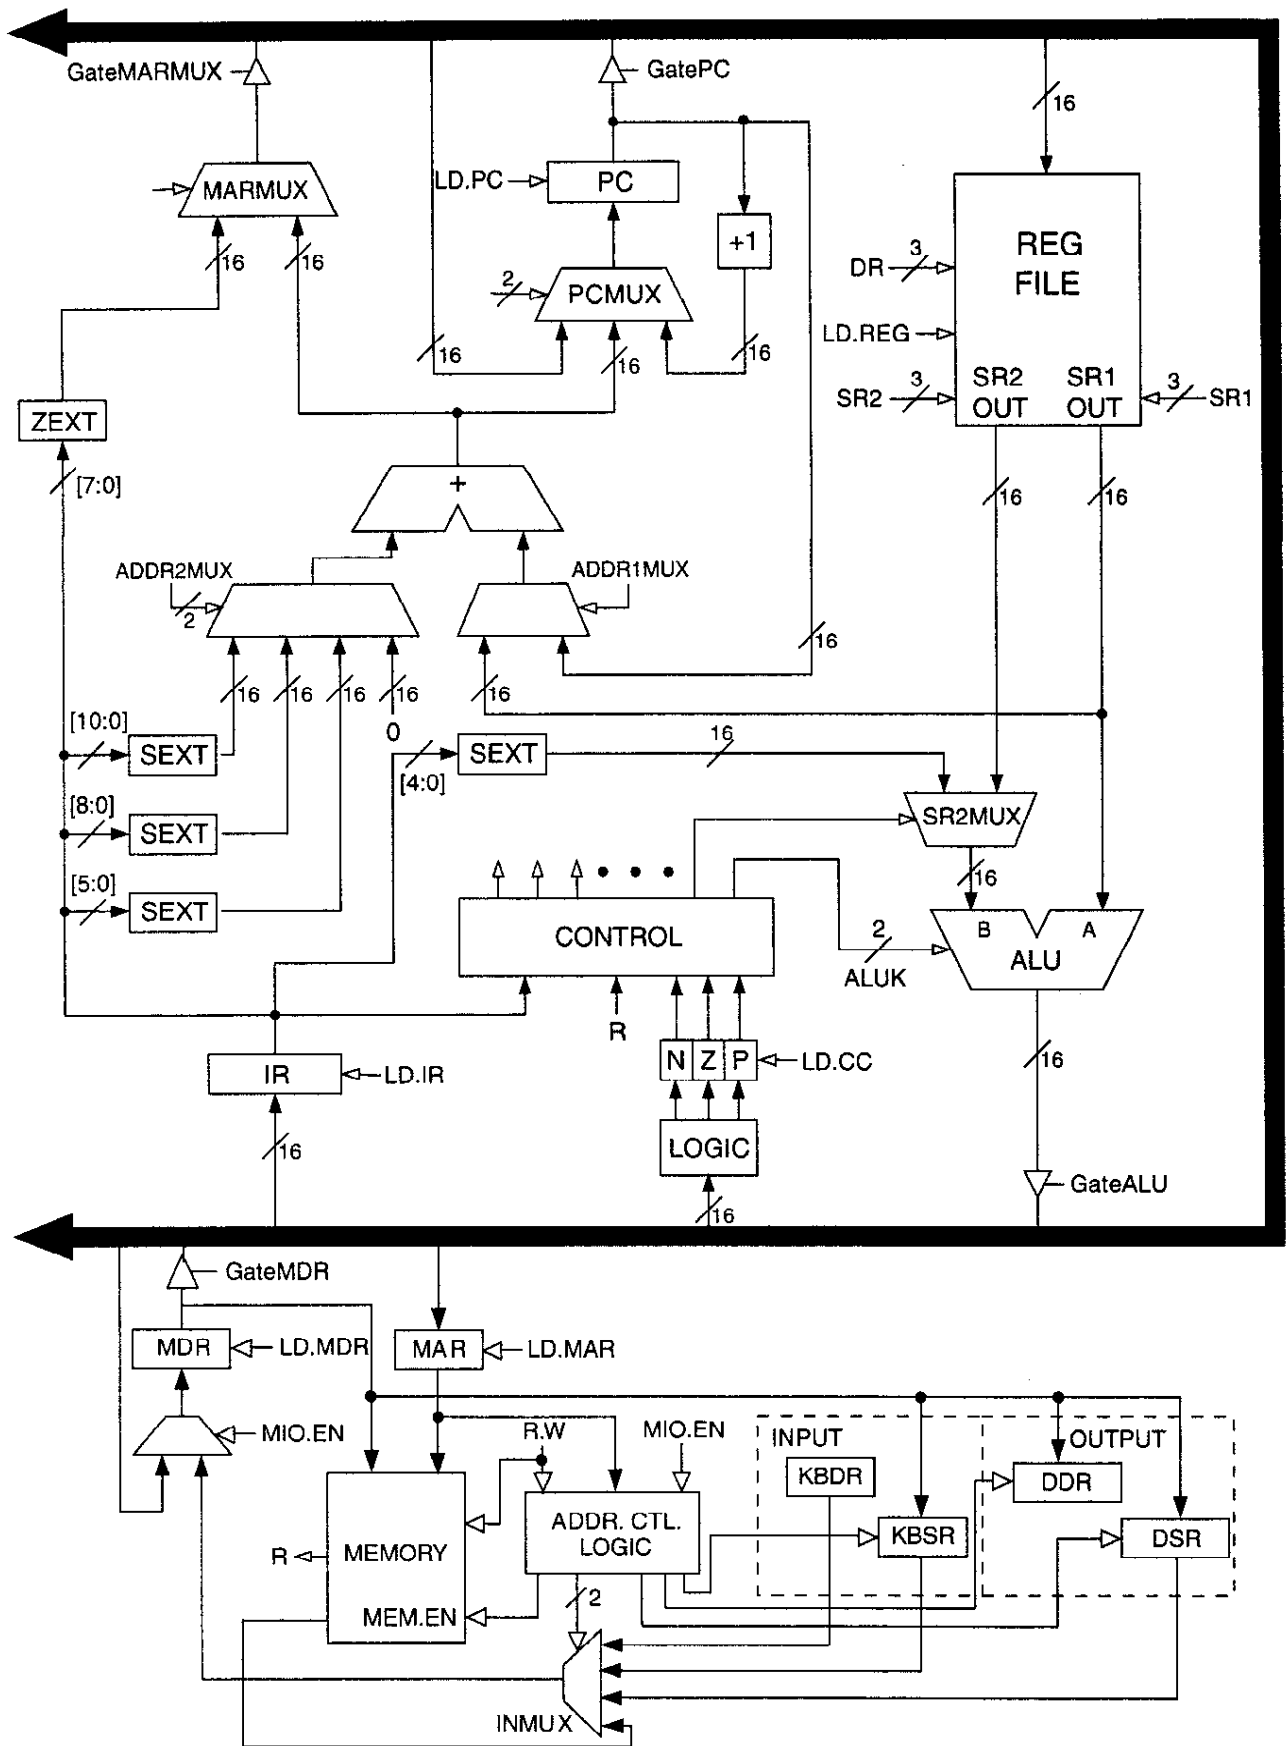 GateMARMUX
GatePC
16
MARMUX
LD.PC
PC
+1
REG
FILE
DR
3
16
16
2
PCMUX
LD.REG
16
16
16
SR2
3
SR2
OUT
SR1
OUT
3
SR1
ZEXT
[7:0]
+
16
16
ADDR2MUX
2
ADDR1MUX
16
16
16
16
16
0
16
[10:0]
SEXT
[4:0]
SEXT
16
[8:0]
SEXT
SR2MUX
16
[5:0]
SEXT
CONTROL
2
ALUK
B
A
ALU
R
IR
LD.IR
N
Z
P
LD.CC
16
16
LOGIC
16
GateALU
GateMDR
MDR
LD.MDR
MAR
LD.MAR
MIO.EN
R.W
MIO.EN
INPUT
OUTPUT
KBDR
DDR
R
MEMORY
ADDR. CTL.
LOGIC
KBSR
DSR
MEM.EN
2
INMUX